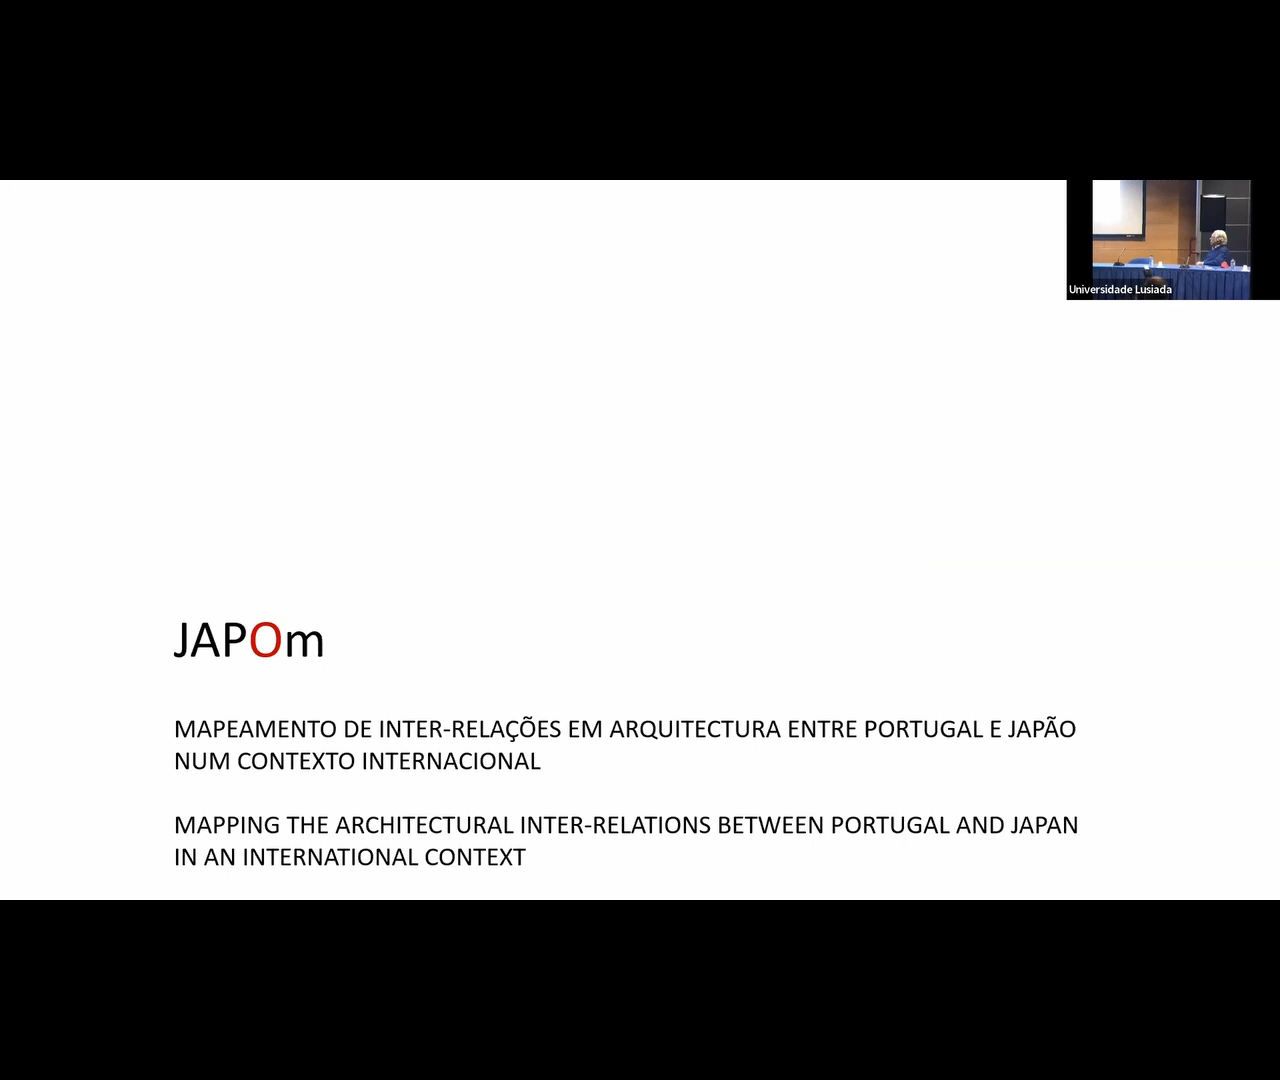 Universidade Lusiada
JAPOm
MAPEAMENTO DE INTER-RELAÇÕES EM ARQUITECTURA ENTRE PORTUGAL E JAPÃO
NUM CONTEXTO INTERNACIONAL
MAPPING THE ARCHITECTURAL INTER-RELATIONS BETWEEN PORTUGAL AND JAPAN
IN AN INTERNATIONAL CONTEXT